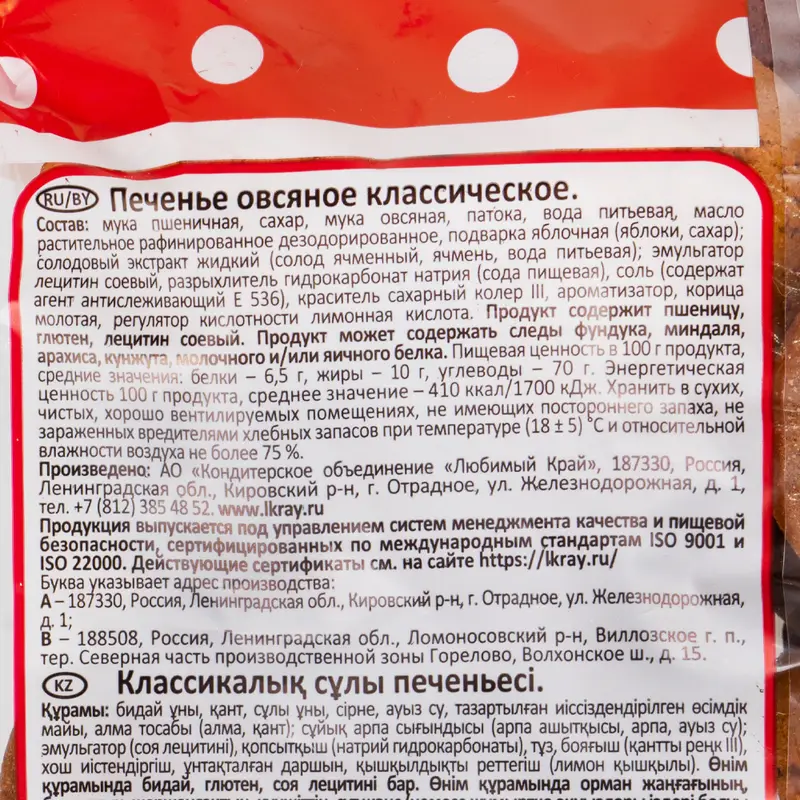 RU/BY Печенье овсяное классическое.
Состав: мука пшеничная, сахар, мука овсяная, патока, вода питьевая, масло
растительное рафинированное дезодорированное, подварка яблочная (яблоки, сахар);
солодовый экстракт жидкий (солод ячменный, ячмень, вода питьевая); эмульгатор
лецитин соевый, разрыхлитель гидрокарбонат натрия (сода пищевая), соль (содержат
агент антислеживающий Е 536), краситель сахарный колер III, ароматизатор, корица
молотая, регулятор кислотности лимонная кислота. Продукт содержит пшеницу,
глютен, лецитин соевый. Продукт может содержать следы фундука, миндаля,
арахиса, кунжута, молочного и/или яичного белка. Пищевая ценность в 100 г продукта,
средние значения: белки – 6,5 г, жиры – 10 г, углеводы – 70 г. Энергетическая
ценность 100 г продукта, среднее значение – 410 ккал/1700 кДж. Хранить в сухих,
чистых, хорошо вентилируемых помещениях, не имеющих постороннего запаха, не
зараженных вредителями хлебных запасов при температуре (18 ± 5) °С и относительной
влажности воздуха не более 75 %.
Произведено: АО «Кондитерское объединение «Любимый Край», 187330, Россия,
Ленинградская обл., Кировский р-н, г. Отрадное, ул. Железнодорожная, д. 1,
тел. +7 (812) 385 48 52. www.lkray.ru
Продукция выпускается под управлением систем менеджмента качества и пищевой
безопасности, сертифицированных по международным стандартам ISO 9001 и
ISO 22000. Действующие сертификаты см. на сайте https://lkray.ru/
Буква указывает адрес производства:
А – 187330, Россия, Ленинградская обл., Кировский р-н, г. Отрадное, ул. Железнодорожная,
д. 1;
В – 188508, Россия, Ленинградская обл., Ломоносовский р-н, Виллозское г. п.,
тер. Северная часть производственной зоны Горелово, Волхонское ш., д. 15.
KZ Классикалық сұлы печеньесі.
Құрамы: бидай ұны, қант, сұлы ұны, сірне, ауыз су, тазартылған иіссіздендірілген өсімдік
майы, алма тосабы (алма, қант); сұйық арпа сығындысы (арпа ашытқысы, арпа, ауыз су);
эмульгатор (соя лецитині), қопсытқыш (натрий гидрокарбонаты), тұз, бояғыш (қантты реңк III),
хош иістендіргіш, ұнтақталған даршын, қышқылдықты реттегіш (лимон қышқылы). Өнім
құрамында бидай, глютен, соя лецитині бар. Өнім құрамында орман жаңғағының,